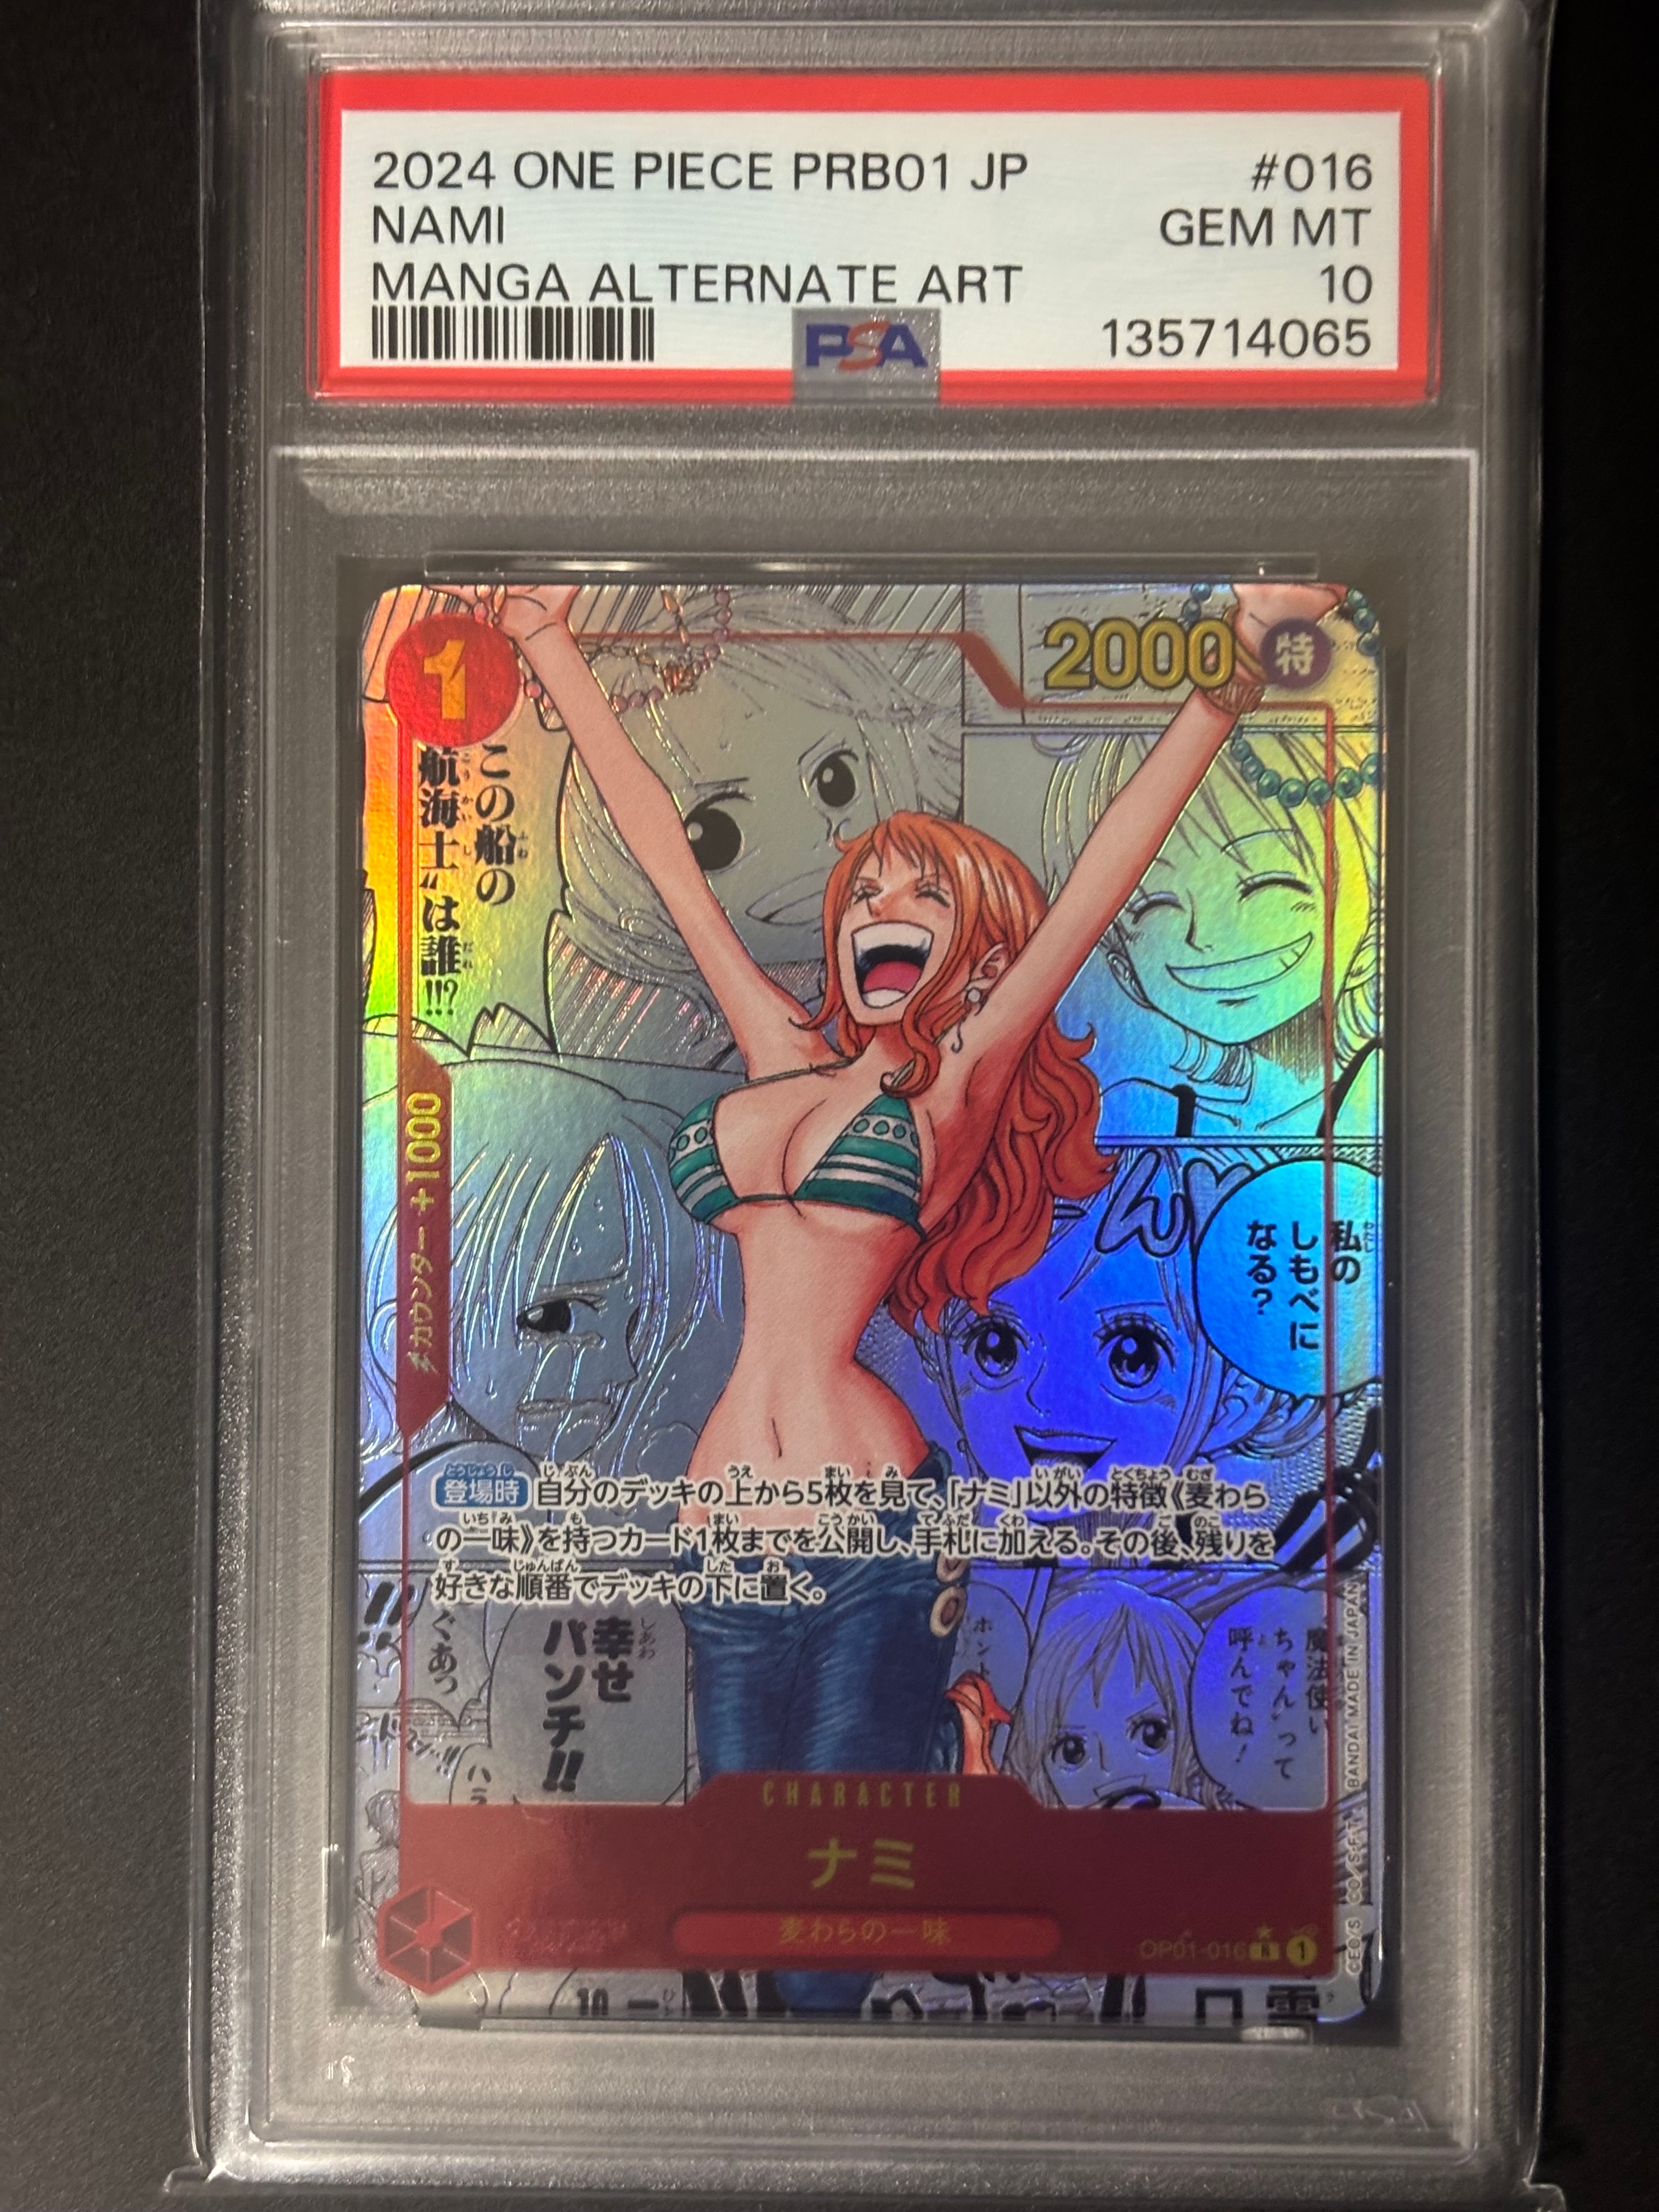 2024 ONE PIECE PRB01 JP #016
NAMI GEM MT
MANGA ALTERNATE ART 10
PSA 135714065
1
2000 特
この船の
航海士"は誰!!?
カウンター +1000
私の
しもべに
なる?
登場時 自分のデッキの上から5枚を見て、「ナミ」以外の特徴《麦わら
の一味》を持つカード1枚までを公開し、手札に加える。その後、残りを
好きな順番でデッキの下に置く。
ぐあっ
幸せ
パンチ!!
ホント
魔法使い
ちゃん"って
呼んでね!
CHARACTER
ナミ
麦わらの一味
OP01-016 R 1
BANDAI MADE IN JAPAN